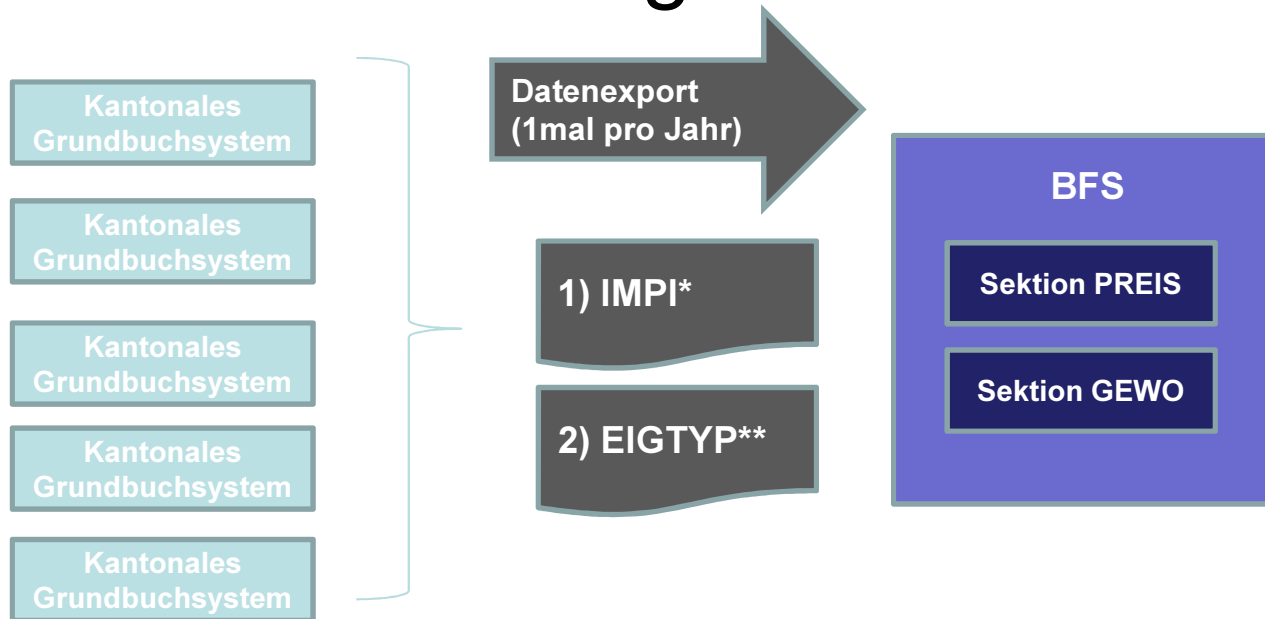 Kantonales
Grundbuchsystem
Kantonales
Grundbuchsystem
Kantonales
Grundbuchsystem
Kantonales
Grundbuchsystem
Kantonales
Grundbuchsystem
Datenexport
(1mal pro Jahr)
1) IMPI*
2) EIGTYP**
BFS
Sektion PREIS
Sektion GEWO